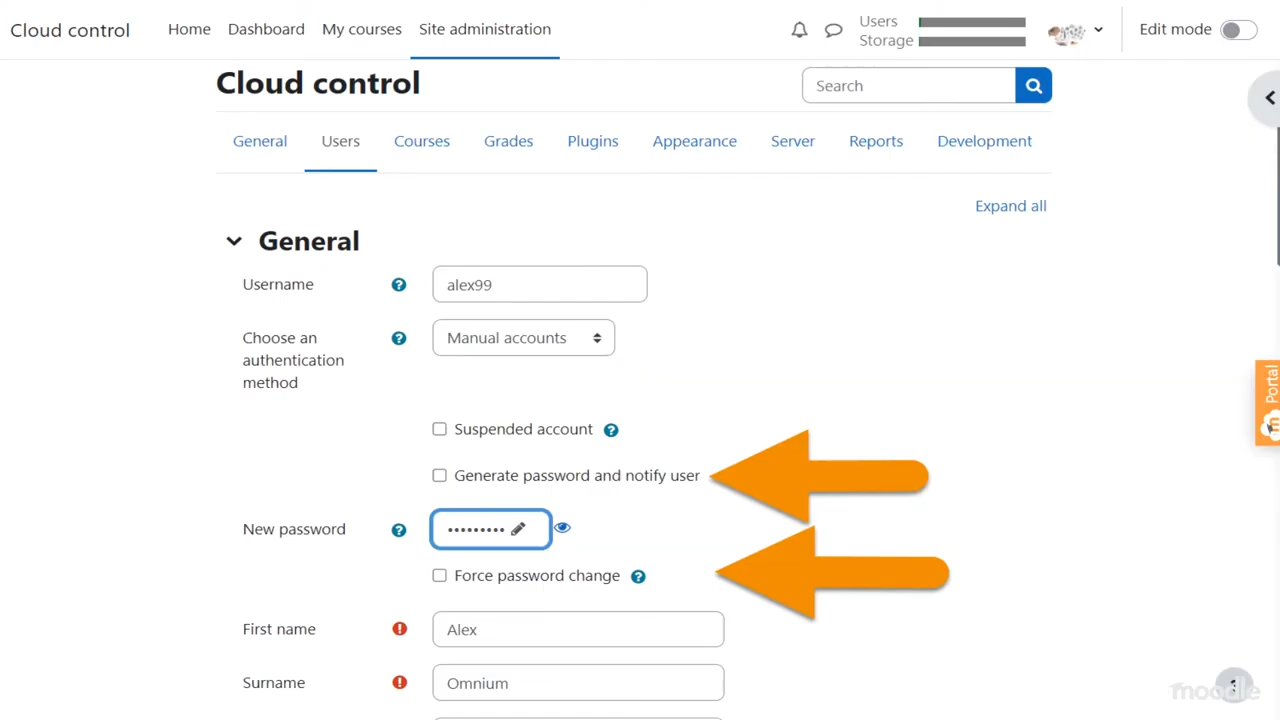 Cloud control
Home
Dashboard
My courses
Site administration
Users
Storage
Edit mode
Cloud control
Search
General
Users
Courses
Grades
Plugins
Appearance
Server
Reports
Development
Expand all
General
Username
alex99
Choose an
authentication
method
Manual accounts
Suspended account
Generate password and notify user
New password
•••••••••
Force password change
First name
Alex
Surname
Omnium
Portal
moodle